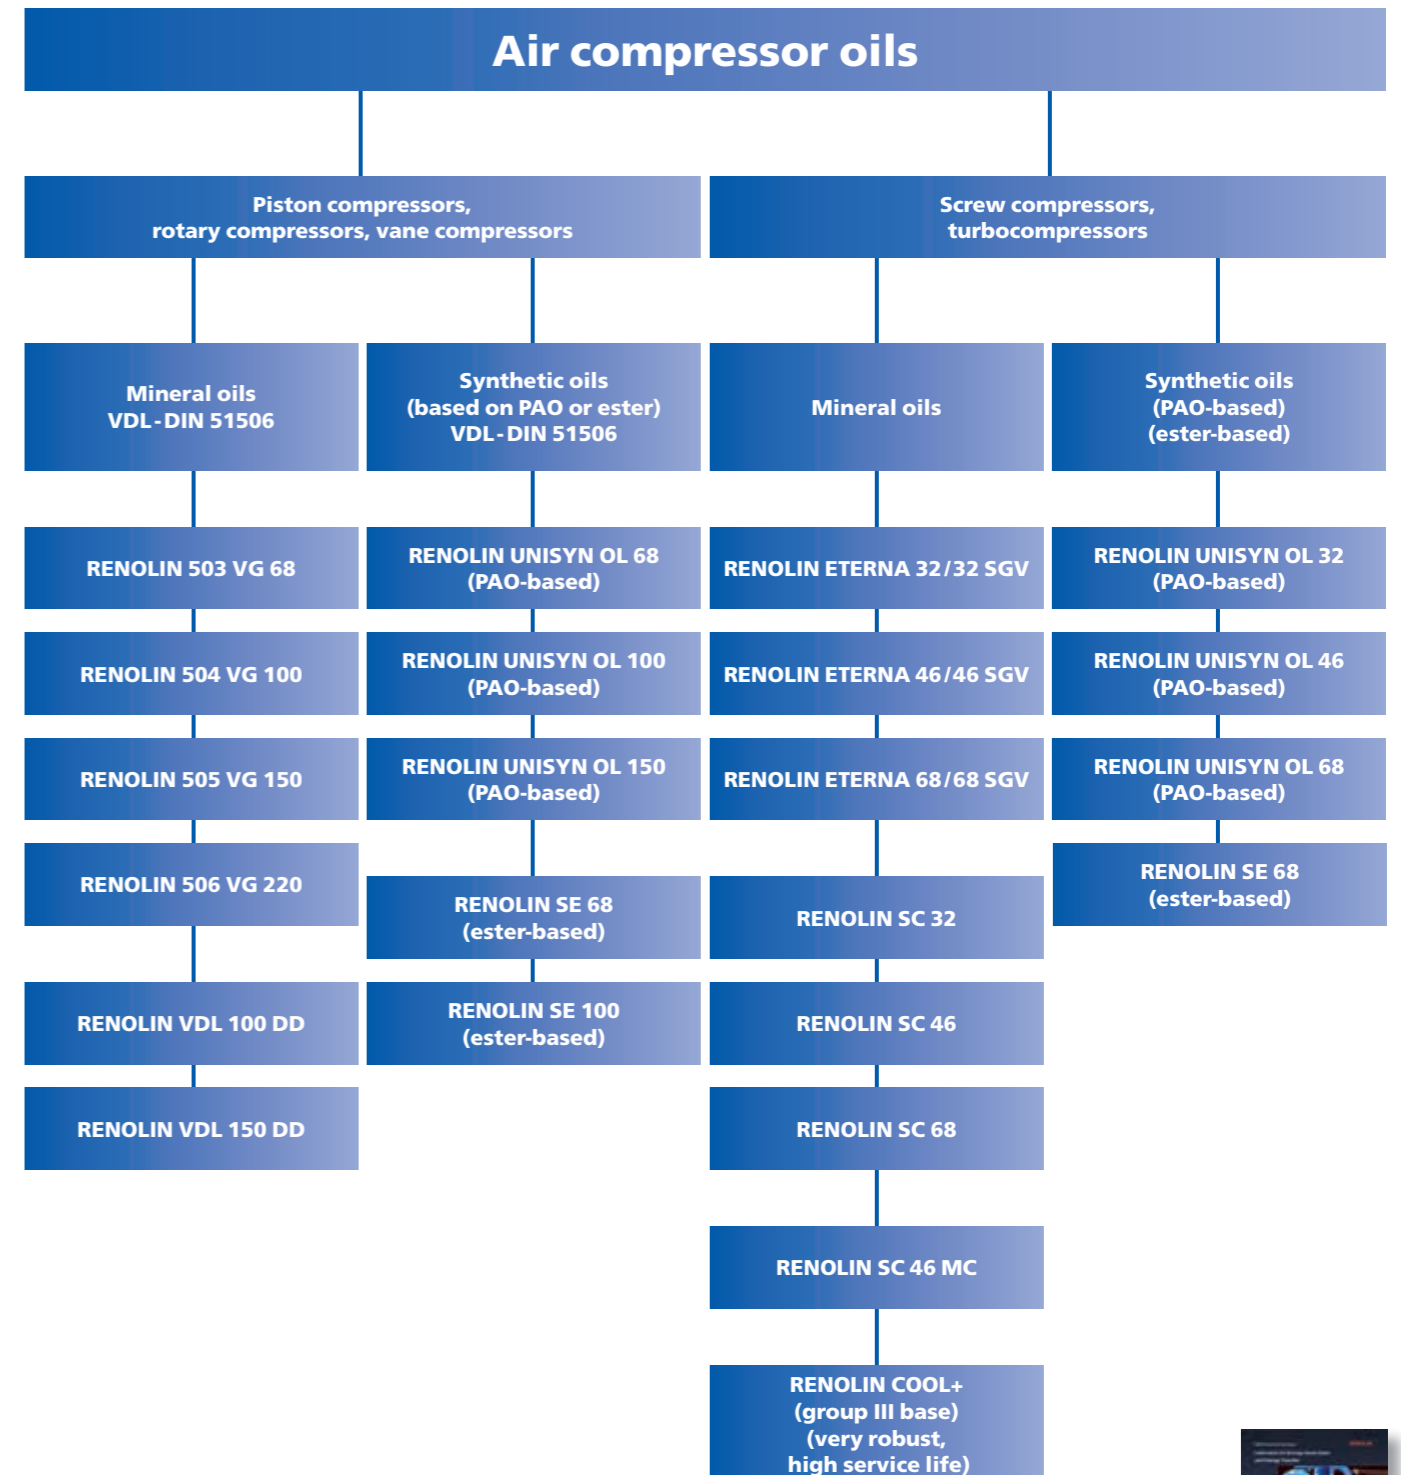 Air compressor oils
Piston compressors,
rotary compressors, vane compressors
Screw compressors,
turbocompressors
Mineral oils
VDL-DIN 51506
Synthetic oils
(based on PAO or ester)
VDL-DIN 51506
Mineral oils
Synthetic oils
(PAO-based)
(ester-based)
RENOLIN 503 VG 68
RENOLIN 504 VG 100
RENOLIN 505 VG 150
RENOLIN 506 VG 220
RENOLIN VDL 100 DD
RENOLIN VDL 150 DD
RENOLIN UNISYN OL 68
(PAO-based)
RENOLIN UNISYN OL 100
(PAO-based)
RENOLIN UNISYN OL 150
(PAO-based)
RENOLIN SE 68
(ester-based)
RENOLIN SE 100
(ester-based)
RENOLIN ETERNA 32/32 SGV
RENOLIN ETERNA 46/46 SGV
RENOLIN ETERNA 68/68 SGV
RENOLIN SC 32
RENOLIN SC 46
RENOLIN SC 68
RENOLIN SC 46 MC
RENOLIN COOL+
(group III base)
(very robust,
high service life)
RENOLIN UNISYN OL 32
(PAO-based)
RENOLIN UNISYN OL 46
(PAO-based)
RENOLIN UNISYN OL 68
(PAO-based)
RENOLIN SE 68
(ester-based)